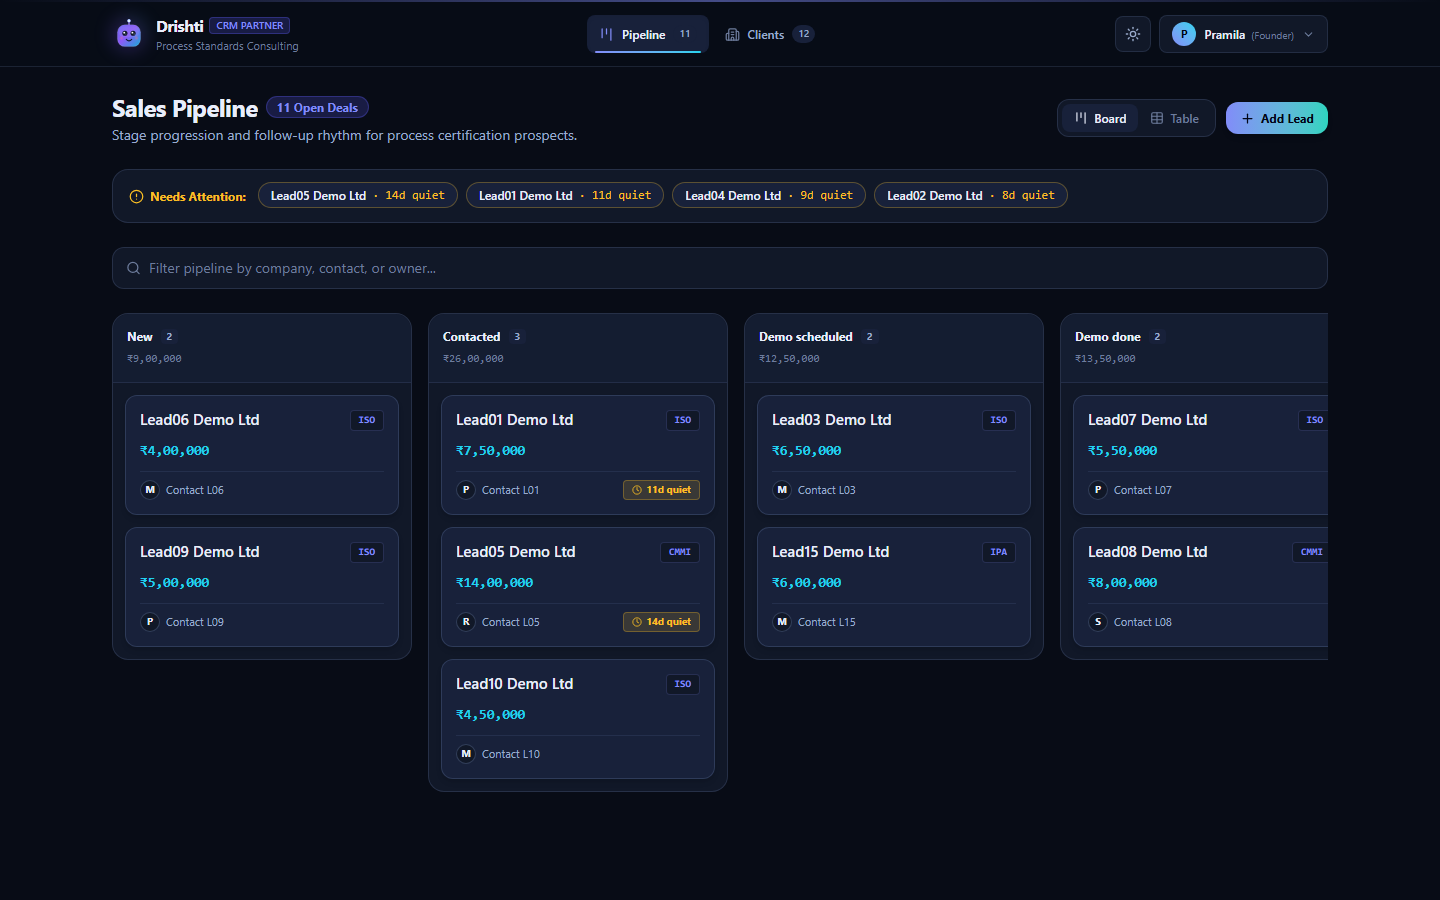 Drishti CRM PARTNER
Process Standards Consulting
Pipeline 11
Clients 12
P Pramila (Founder)
Sales Pipeline 11 Open Deals
Stage progression and follow-up rhythm for process certification prospects.
Board
Table
+ Add Lead
Needs Attention:
Lead05 Demo Ltd · 14d quiet
Lead01 Demo Ltd · 11d quiet
Lead04 Demo Ltd · 9d quiet
Lead02 Demo Ltd · 8d quiet
Filter pipeline by company, contact, or owner...
New 2
₹9,00,000
Lead06 Demo Ltd ISO
₹4,00,000
M Contact L06
Lead09 Demo Ltd ISO
₹5,00,000
P Contact L09
Contacted 3
₹26,00,000
Lead01 Demo Ltd ISO
₹7,50,000
P Contact L01 11d quiet
Lead05 Demo Ltd CMMI
₹14,00,000
R Contact L05 14d quiet
Lead10 Demo Ltd ISO
₹4,50,000
M Contact L10
Demo scheduled 2
₹12,50,000
Lead03 Demo Ltd ISO
₹6,50,000
M Contact L03
Lead15 Demo Ltd IPA
₹6,00,000
M Contact L15
Demo done 2
₹13,50,000
Lead07 Demo Ltd ISO
₹5,50,000
P Contact L07
Lead08 Demo Ltd CMMI
₹8,00,000
S Contact L08